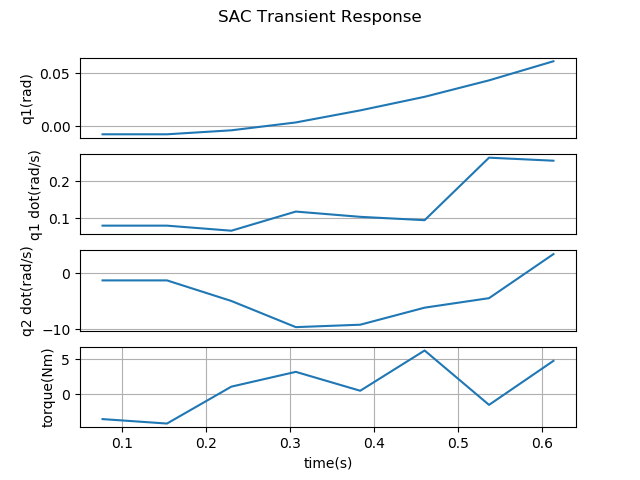 SAC Transient Response
q1(rad)
0.05
0.00
q1 dot(rad/s)
0.2
0.1
q2 dot(rad/s)
0
−10
torque(Nm)
5
0
0.1 0.2 0.3 0.4 0.5 0.6
time(s)